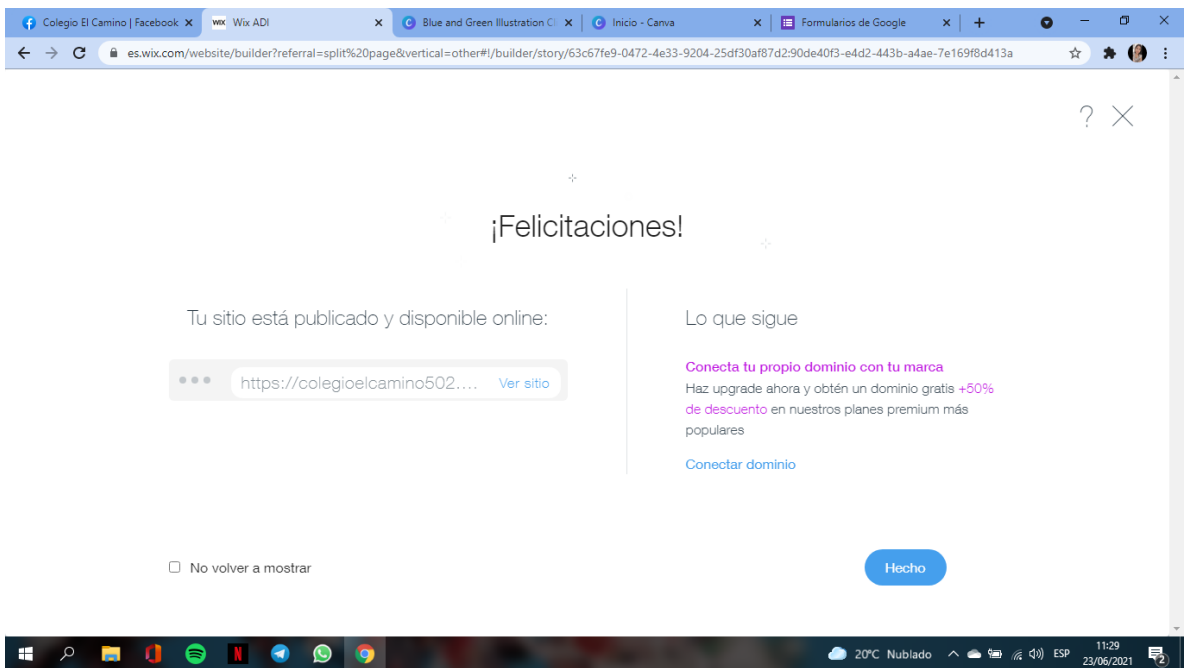 Colegio El Camino | Facebook
WiX Wix ADI
Blue and Green Illustration Cl
Inicio - Canva
Formularios de Google
es.wix.com/website/builder?referral=split%20page&vertical=other#!/builder/story/63c67fe9-0472-4e33-9204-25df30af87d2:90de40f3-e4d2-443b-a4ae-7e169f8d413a
?
¡Felicitaciones!
Tu sitio está publicado y disponible online:
https://colegioelcamino502....
Ver sitio
Lo que sigue
Conecta tu propio dominio con tu marca
Haz upgrade ahora y obtén un dominio gratis +50%
de descuento en nuestros planes premium más
populares
Conectar dominio
No volver a mostrar
Hecho
20°C Nublado
ESP
11:29
23/06/2021
2